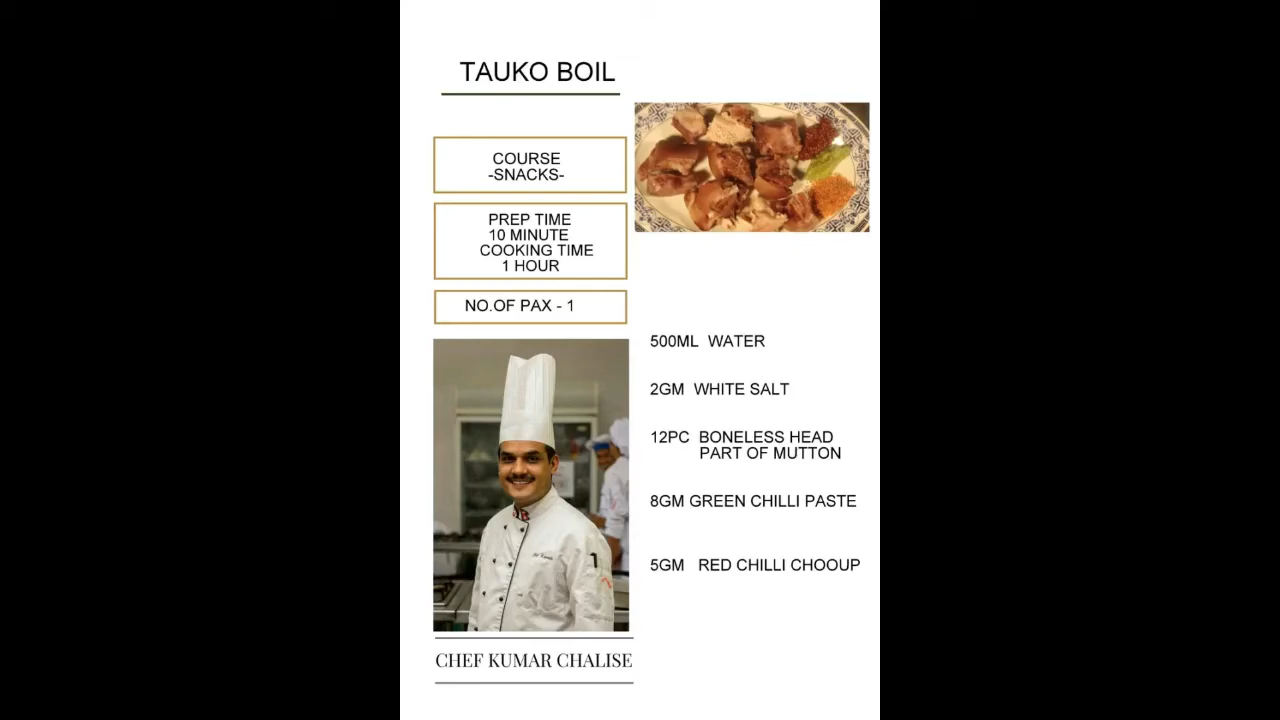 TAUKO BOIL
COURSE
-SNACKS-
PREP TIME
10 MINUTE
COOKING TIME
1 HOUR
NO.OF PAX - 1
500ML WATER
2GM WHITE SALT
12PC BONELESS HEAD
PART OF MUTTON
8GM GREEN CHILLI PASTE
5GM RED CHILLI CHOOUP
CHEF KUMAR CHALISE